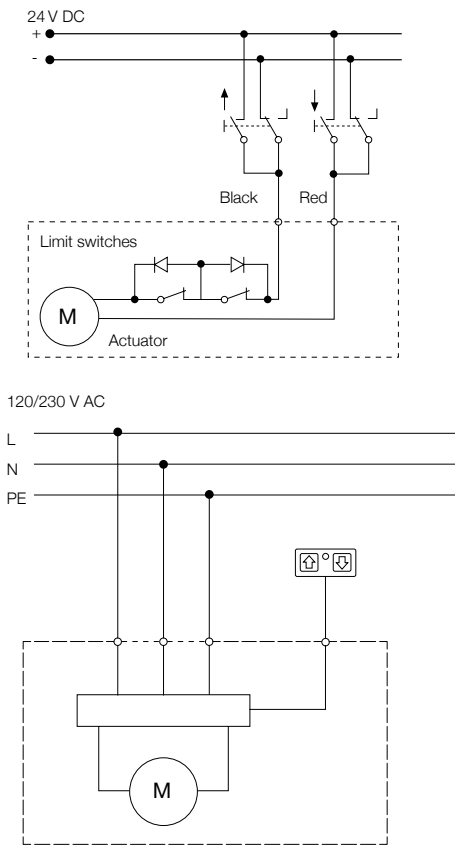 24 V DC
+
-
Black Red
Limit switches
M
Actuator
120/230 V AC
L
N
PE
M